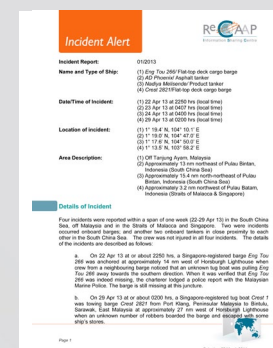 Incident Alert
ReCAAP
Information Sharing Centre
Incident Report: 01/2013
Name and Type of Ship: (1) Eng Tou 266/ Flat-top deck cargo barge
(2) AD Phoenix/ Asphalt tanker
(3) Nadiya Meilsende/ Product tanker
(4) Crest 2821/ Flat-top deck cargo barge
Date/Time of Incident: (1) 22 Apr 13 at 2250 hrs (local time)
(2) 23 Apr 13 at 0407 hrs (local time)
(3) 24 Apr 13 at 0400 hrs (local time)
(4) 29 Apr 13 at 0200 hrs (local time)
Location of Incident: (1) 1° 19.4' N, 104° 10.1' E
(2) 1° 19.0' N, 104° 47.0' E
(3) 1° 17.6' N, 104° 50.0' E
(4) 1° 13.5' N, 103° 58.2' E
Area Description: (1) Off Tanjung Ayam, Malaysia
(2) Approximately 13 nm northeast of Pulau Bintan,
Indonesia (South China Sea)
(3) Approximately 15.4 nm north-northeast of Pulau
Bintan, Indonesia (South China Sea)
(4) Approximately 3.2 nm northwest of Pulau Batam,
Indonesia (Straits of Malacca & Singapore)
Details of Incident
Four incidents were reported within a span of one week (22-29 Apr 13) in the South China
Sea, off Malaysia and in the Straits of Malacca and Singapore. Two incidents
occurred onboard barges; and another two onboard tankers in close proximity to each
other in the South China Sea. The crew was not injured in all four incidents. The details
of the incidents are described as follows:
a. On 22 Apr 13 at or about 2250 hrs, a Singapore-registered barge Eng Tou
266 was anchored at approximately 14 nm west of Horsburgh Lighthouse when
crew from a neighbouring barge noticed that an unknown tug boat was pulling Eng
Tou 266 away towards the southern direction. When it was verified that Eng Tou
266 was indeed missing, the charterer lodged a police report with the Malaysian
Marine Police. The barge is still missing at this juncture.
b. On 29 Apr 13 at or about 0200 hrs, a Singapore-registered tug boat Crest 1
was towing barge Crest 2821 from Port Klang, Peninsular Malaysia to Bintulu,
Sarawak, East Malaysia at approximately 27 nm west of Horsburgh Lighthouse
when an unknown number of robbers boarded the barge and escaped with some
ship's stores.
Page 1